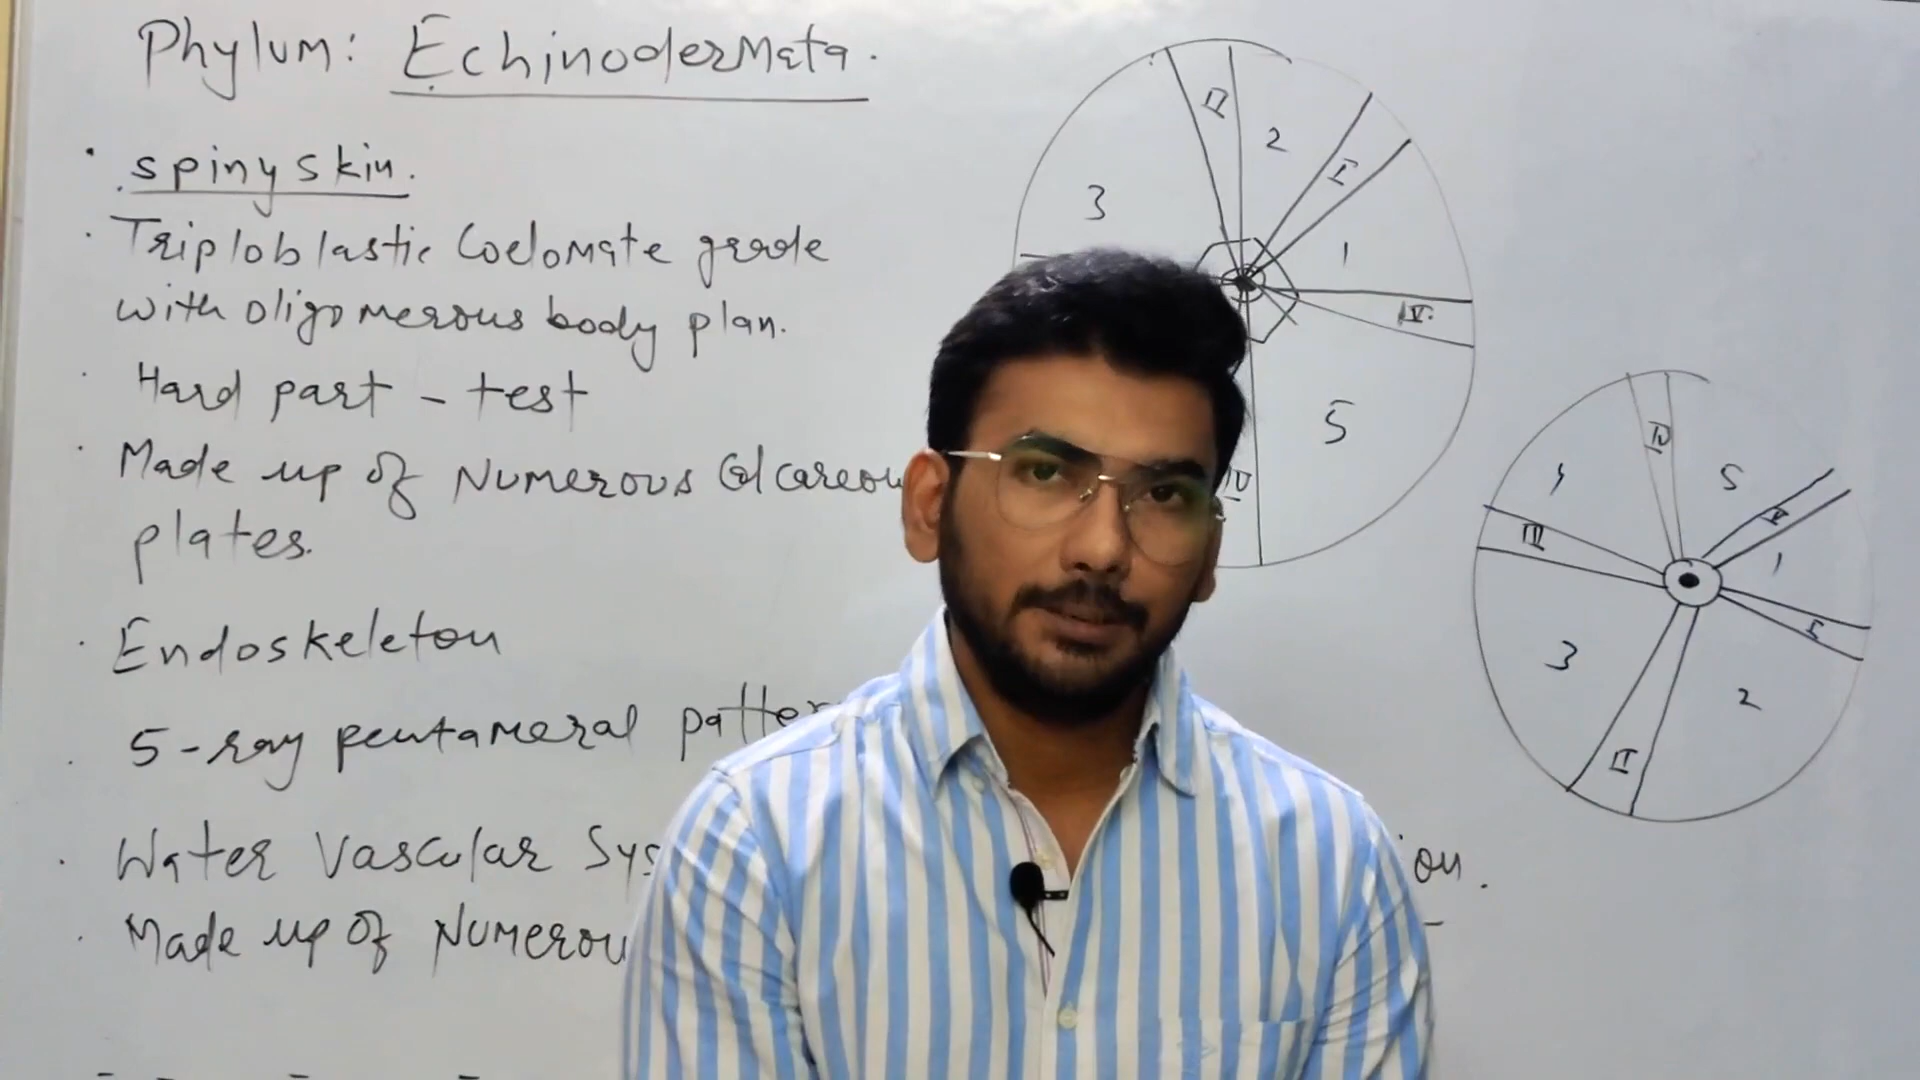 Phylum: Echinodermata.
. spiny skin.
. Triploblastic Coelomate grade
with oligomerous body plan.
. Hard part - test
. Made up of Numerous Calcareou
plates.
. Endoskeleton
. 5-ray pentameral patter
. Water Vascular Sys on.
. Made up of Numerou
II
2
I
3
1
V
5
IV
IV
4
5
V
III
1
I
3
2
II